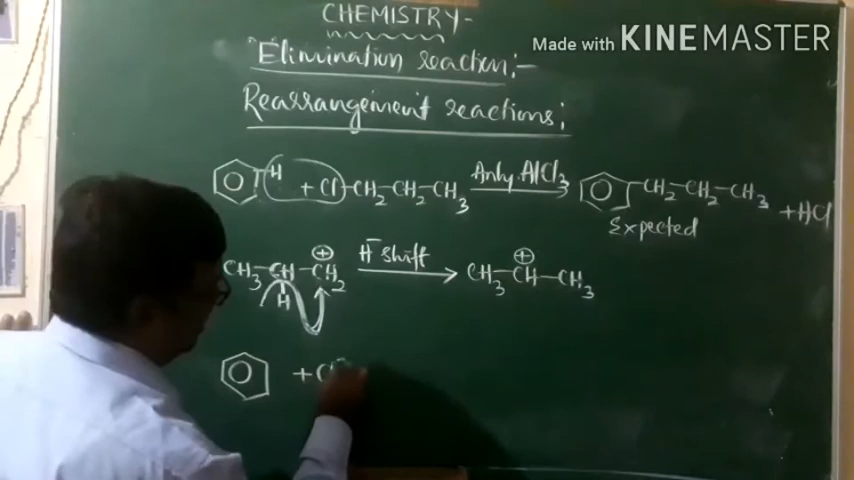 CHEMISTRY-
Made with KINEMASTER
"Elimination reaction;-
Rearrangement reactions;
H + Cl-CH2-CH2-CH3 Anhy. AlCl3 CH2-CH2-CH3 + HCl
Expected
CH3-CH-CH2 ⊕ H⁻ shift CH3-CH-CH3 ⊕
H
+ C